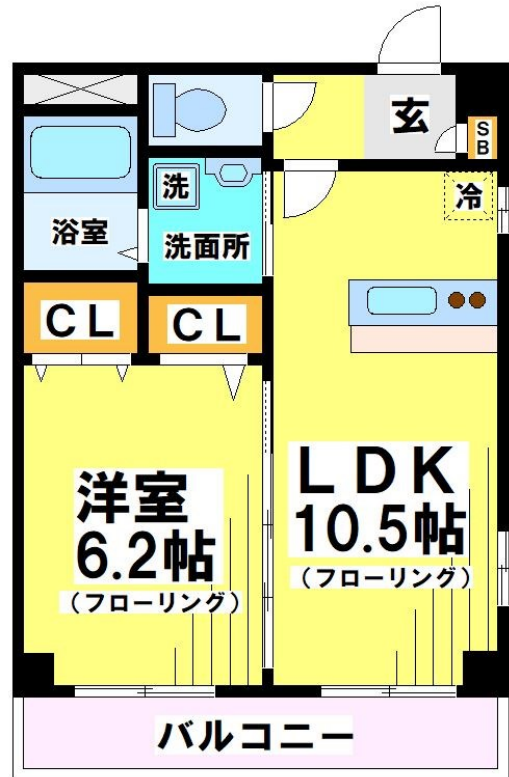 玄
SB
洗
冷
浴室
洗面所
CL
CL
洋室
6.2帖
(フローリング)
LDK
10.5帖
(フローリング)
バルコニー